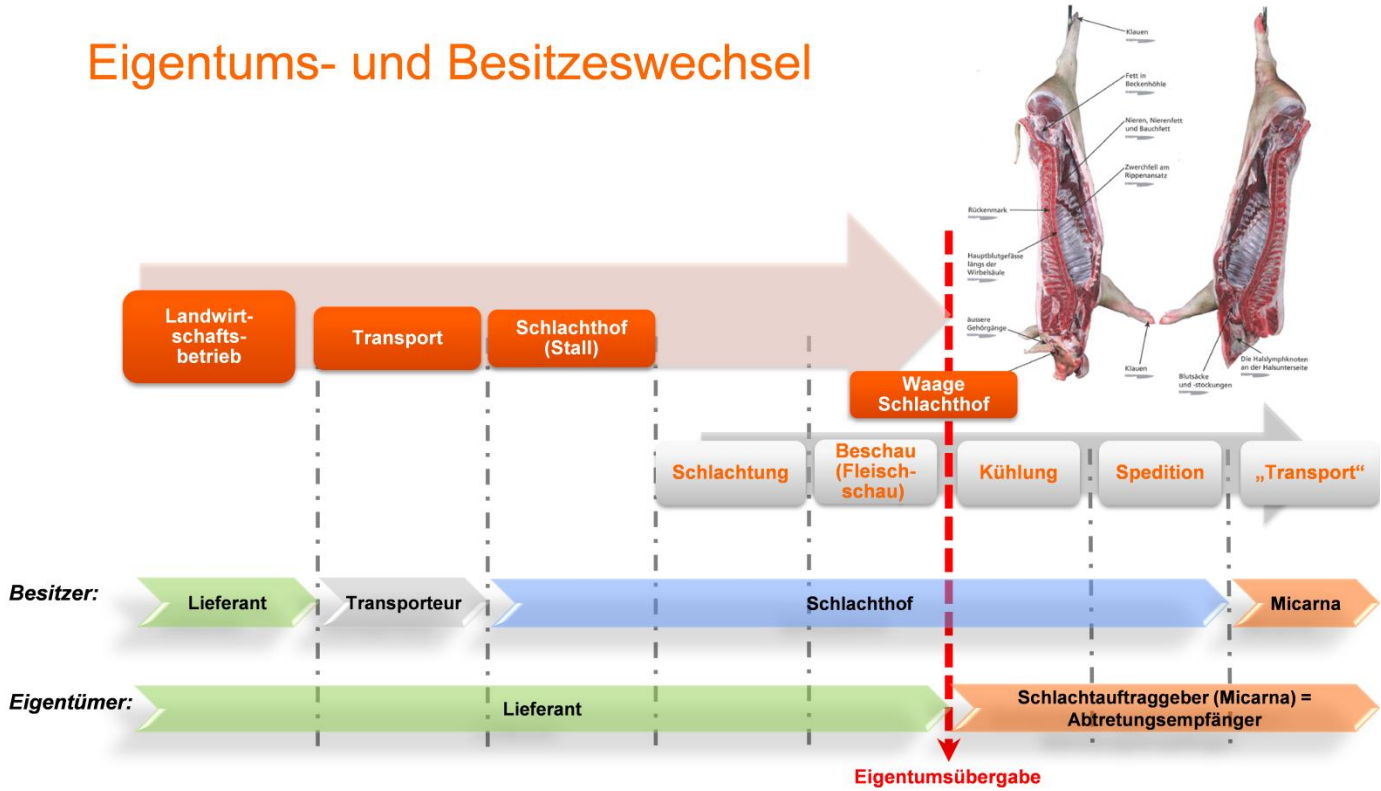 Eigentums- und Besitzeswechsel
Klauen
Fett in
Beckenhöhle
Nieren, Nierenfett
und Bauchfett
Zwerchfell am
Rippenansatz
Rückenmark
Hauptblutgefässe
längs der
Wirbelsäule
äussere
Gehörgänge
Klauen
Blutsäcke
und -stockungen
Die Halslymphknoten
an der Halsunterseite
Landwirt-
schafts-
betrieb
Transport
Schlachthof
(Stall)
Waage
Schlachthof
Schlachtung
Beschau
(Fleisch-
schau)
Kühlung
Spedition
„Transport“
Besitzer:
Lieferant
Transporteur
Schlachthof
Micarna
Eigentümer:
Lieferant
Schlachtauftraggeber (Micarna) =
Abtretungsempfänger
Eigentumsübergabe